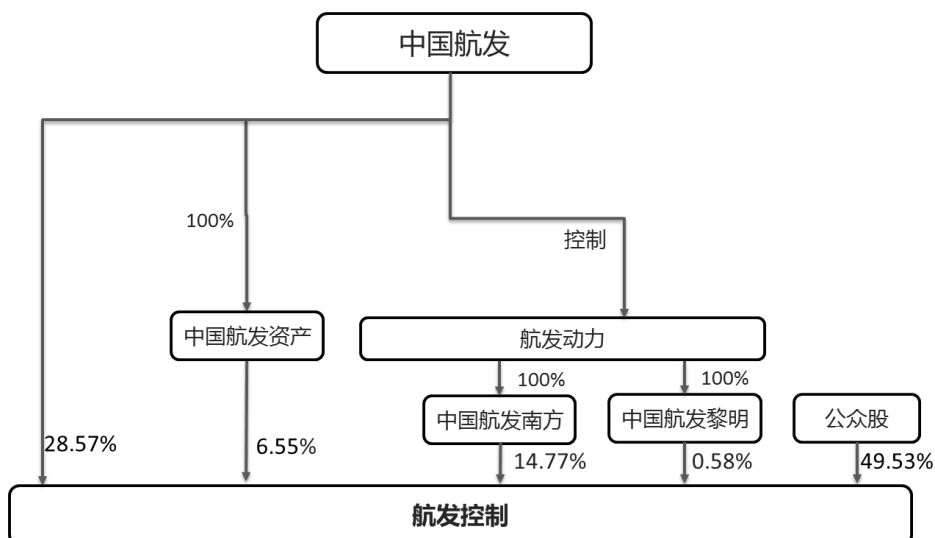 中国航发
100%
控制
中国航发资产
航发动力
100%
100%
中国航发南方
中国航发黎明
公众股
28.57%
6.55%
14.77%
0.58%
49.53%
航发控制